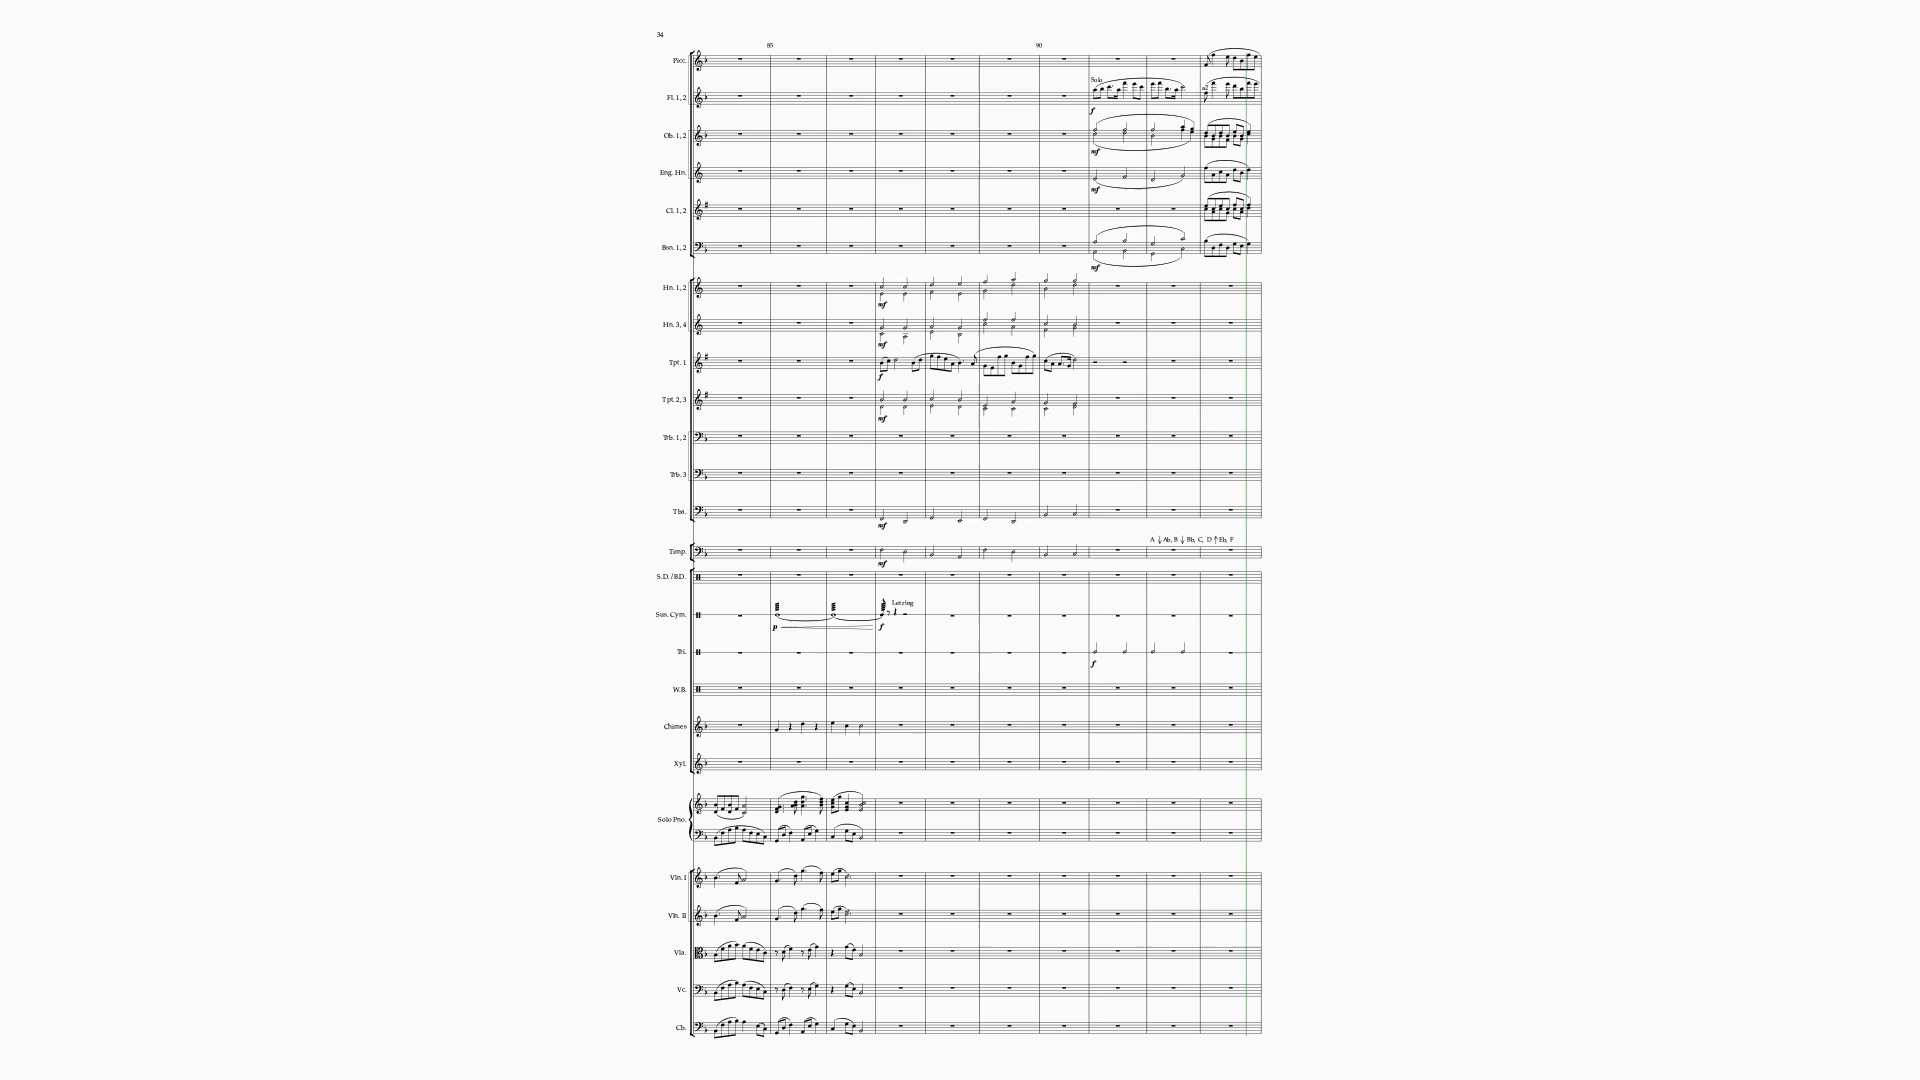 34
85
90
Picc.
Solo
Fl. 1, 2
f
Ob. 1, 2
mf
Eng. Hn.
mf
Cl. 1, 2
Bsn. 1, 2
mf
Hn. 1, 2
mf
Hn. 3, 4
mf
Tpt. 1
f
Tpt. 2, 3
mf
Trb. 1, 2
Trb. 3
Tba.
mf
A ↓Ab, B ↓Bb, C, D↑Eb, F
Timp.
mf
S.D./B.D.
Let ring
Sus. Cym.
p f
Tri.
f
W.B.
Chimes
Xyl.
Solo Pno.
Vln. I
Vln. II
Vla.
Vc.
Cb.